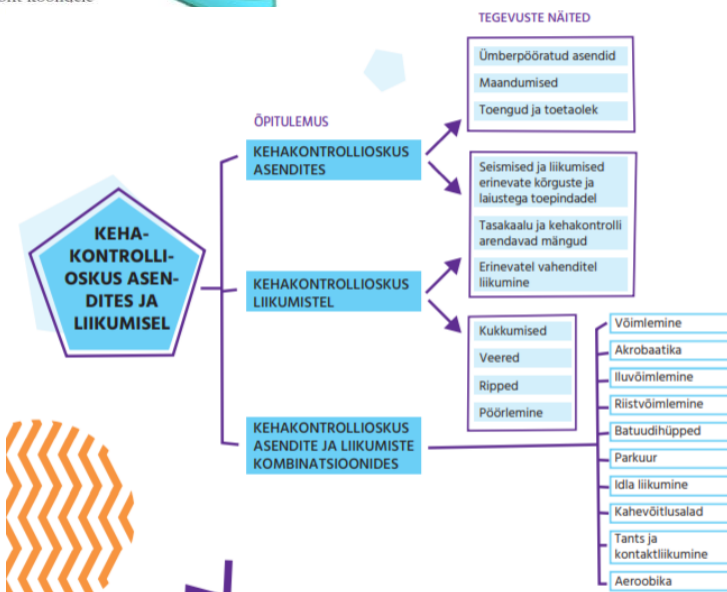 TEGEVUSTE NÄITED
Ümberpööratud asendid
Maandumised
Toengud ja toetaolek
ÕPITULEMUS
KEHAKONTROLLIOSKUS
ASENDITES
Seismised ja liikumised
erinevate kõrguste ja
laiustega toepindadel
Tasakaalu ja kehakontrolli
arendavad mängud
Erinevatel vahenditel
liikumine
KEHA-
KONTROLLI-
OSKUS ASEN-
DITES JA
LIIKUMISEL
KEHAKONTROLLIOSKUS
LIIKUMISTEL
Kukkumised
Veered
Ripped
Pöörlemine
KEHAKONTROLLIOSKUS
ASENDITE JA LIIKUMISTE
KOMBINATSIOONIDES
Võimlemine
Akrobaatika
Iluvõimlemine
Riistvõimlemine
Batuudihüpped
Parkuur
Idla liikumine
Kahevõitlusalad
Tants ja
kontaktliikumine
Aeroobika